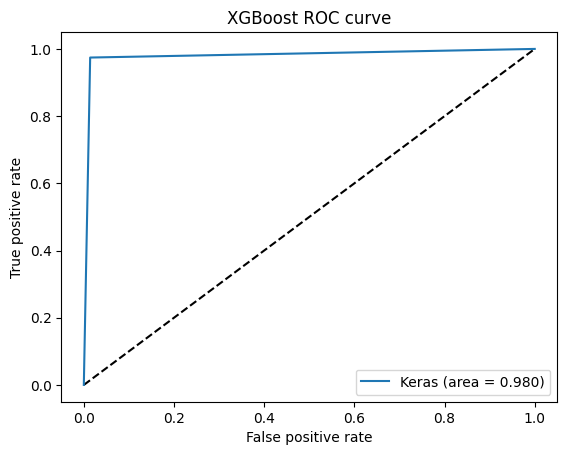 XGBoost ROC curve
True positive rate
1.0
0.8
0.6
0.4
0.2
0.0
Keras (area = 0.980)
0.0 0.2 0.4 0.6 0.8 1.0
False positive rate